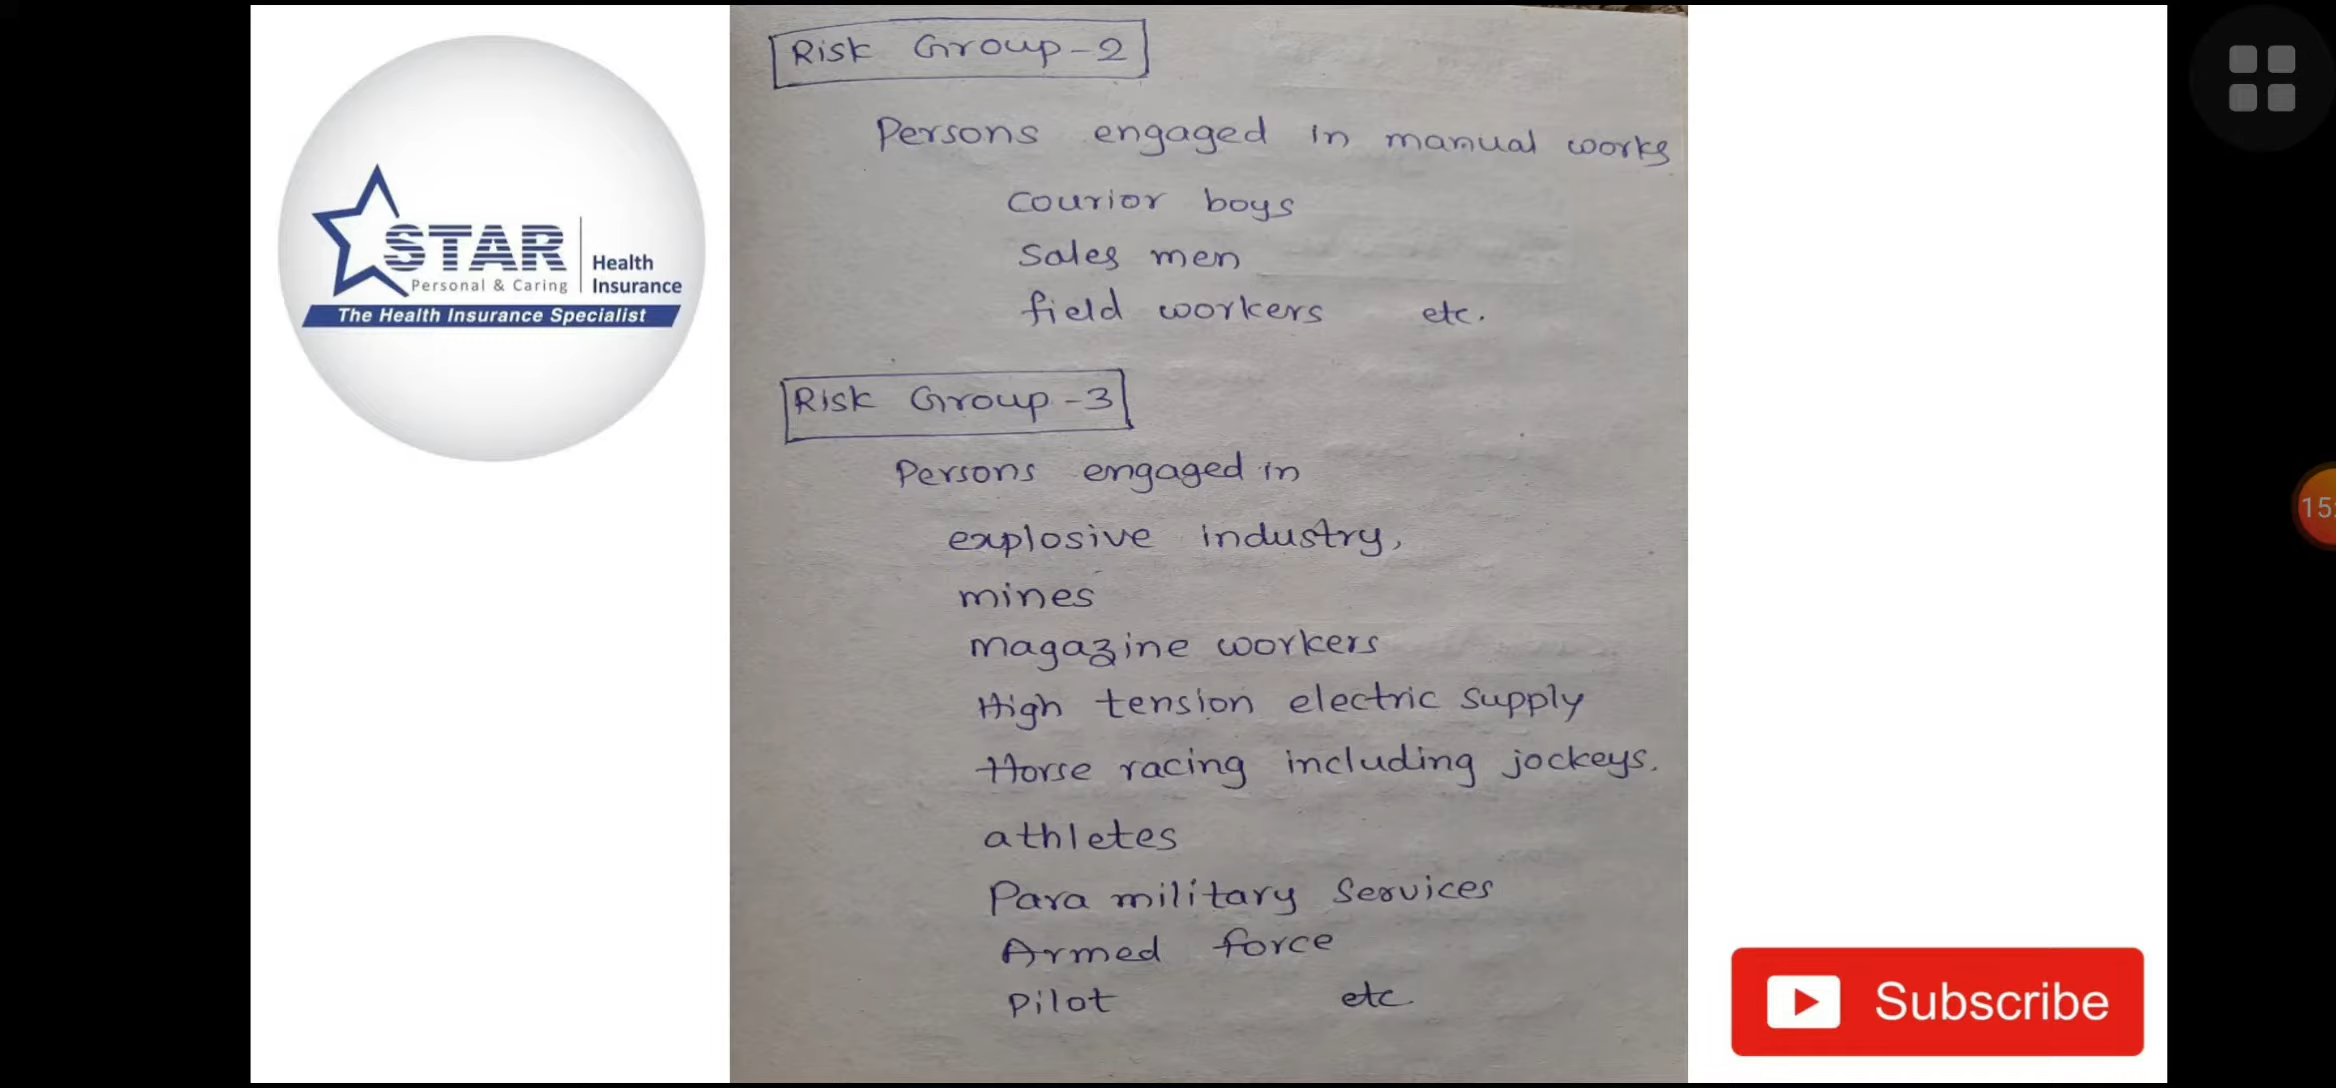 STAR
Health
Insurance
Personal & Caring
The Health Insurance Specialist
Risk Group-2
Persons engaged in manual works
Courior boys
Sales men
field workers etc.
Risk Group-3
Persons engaged in
explosive industry,
mines
magazine workers
High tension electric supply
Horse racing including jockeys.
athletes
Para military Services
Armed force
Pilot etc.
Subscribe
15: